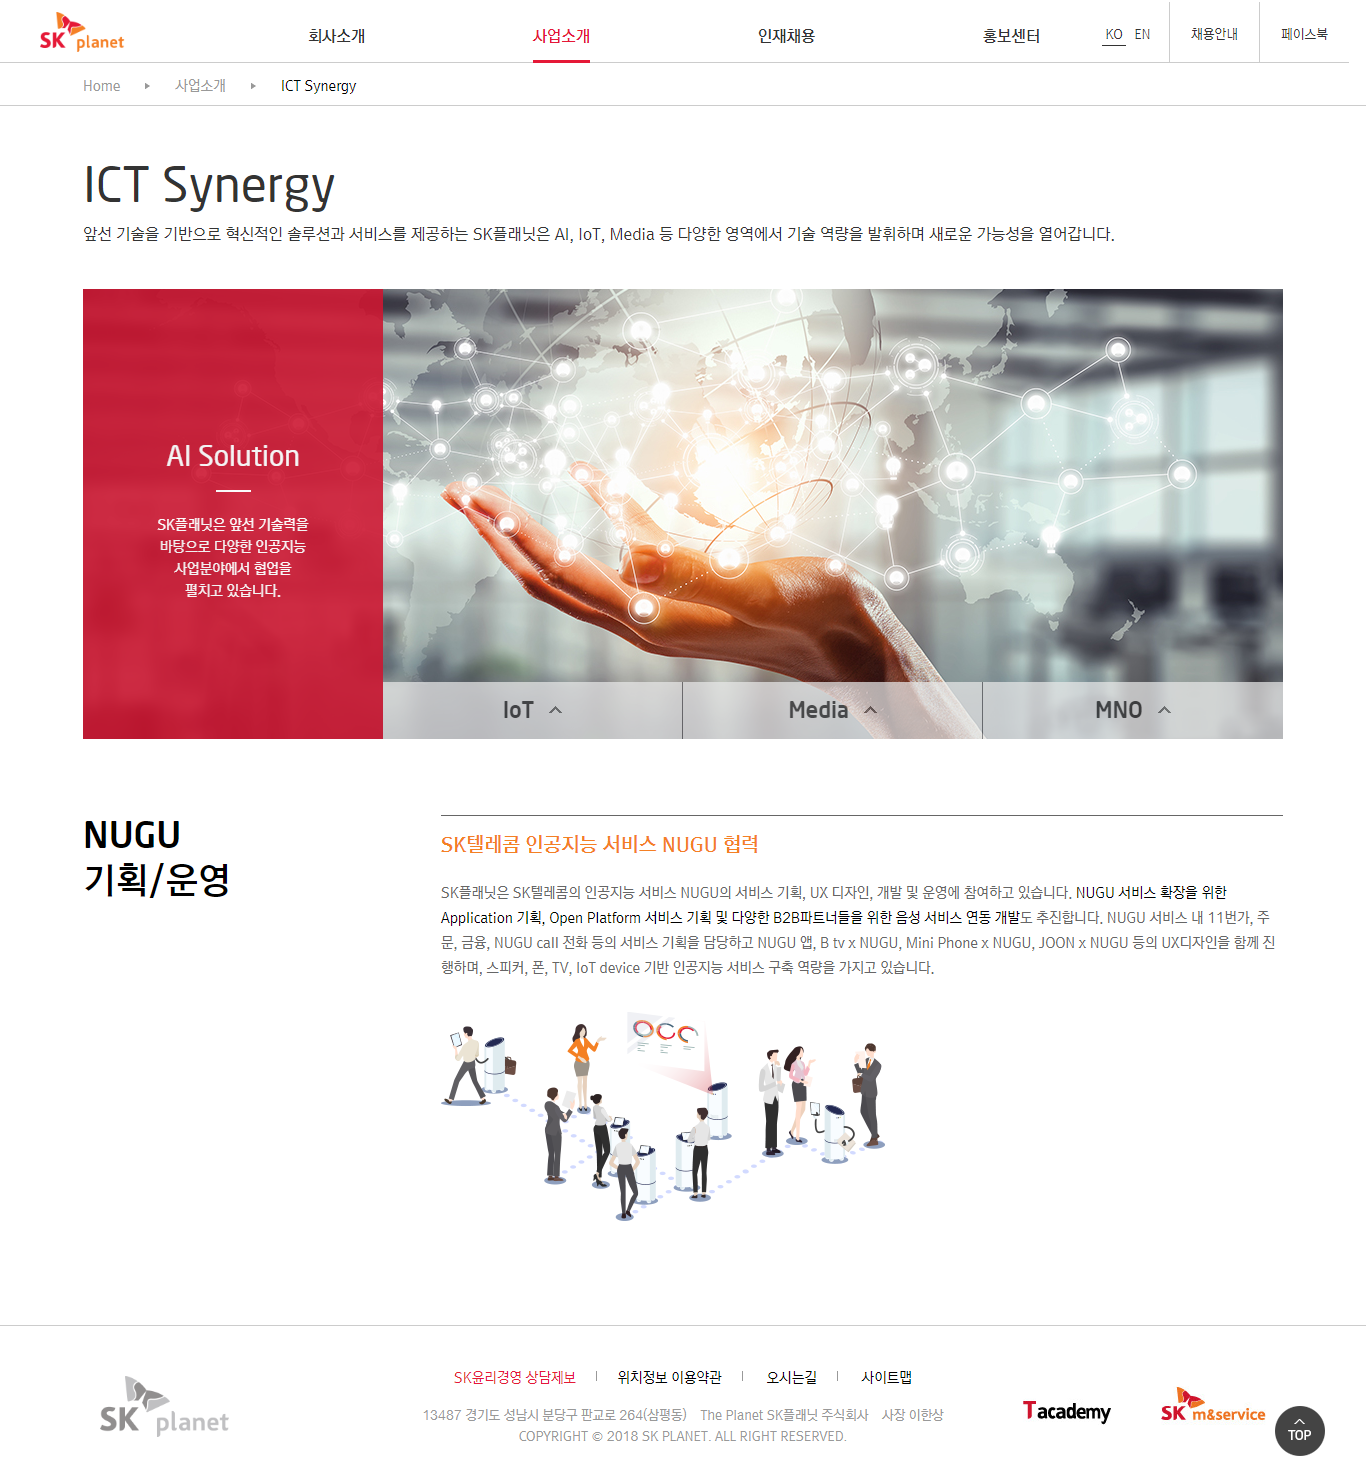 SK planet
회사소개
사업소개
인재채용
홍보센터
KO EN
채용안내
페이스북
Home
사업소개
ICT Synergy
ICT Synergy
앞선 기술을 기반으로 혁신적인 솔루션과 서비스를 제공하는 SK플래닛은 AI, IoT, Media 등 다양한 영역에서 기술 역량을 발휘하며 새로운 가능성을 열어갑니다.
AI Solution
SK플래닛은 앞선 기술력을
바탕으로 다양한 인공지능
사업분야에서 협업을
펼치고 있습니다.
IoT
Media
MNO
NUGU
기획/운영
SK텔레콤 인공지능 서비스 NUGU 협력
SK플래닛은 SK텔레콤의 인공지능 서비스 NUGU의 서비스 기획, UX 디자인, 개발 및 운영에 참여하고 있습니다. NUGU 서비스 확장을 위한
Application 기획, Open Platform 서비스 기획 및 다양한 B2B파트너들을 위한 음성 서비스 연동 개발도 추진합니다. NUGU 서비스 내 11번가, 주
문, 금융, NUGU call 전화 등의 서비스 기획을 담당하고 NUGU 앱, B tv x NUGU, Mini Phone x NUGU, JOON x NUGU 등의 UX디자인을 함께 진
행하며, 스피커, 폰, TV, IoT device 기반 인공지능 서비스 구축 역량을 가지고 있습니다.
SK planet
SK윤리경영 상담제보
위치정보 이용약관
오시는길
사이트맵
13487 경기도 성남시 분당구 판교로 264(삼평동) The Planet SK플래닛 주식회사 사장 이한상
COPYRIGHT © 2018 SK PLANET. ALL RIGHT RESERVED.
Tacademy
SK m&service
TOP